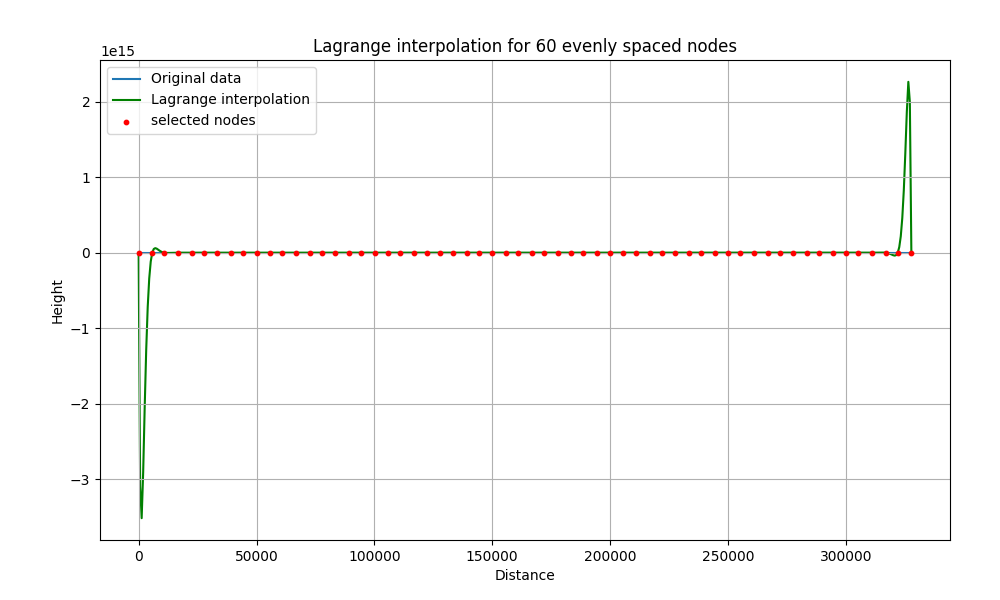 Lagrange interpolation for 60 evenly spaced nodes
1e15
Original data
Lagrange interpolation
selected nodes
2
1
0
−1
−2
−3
Height
0
50000
100000
150000
200000
250000
300000
Distance